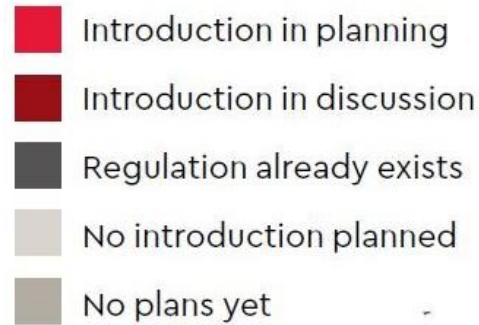 Introduction in planning
Introduction in discussion
Regulation already exists
No introduction planned
No plans yet